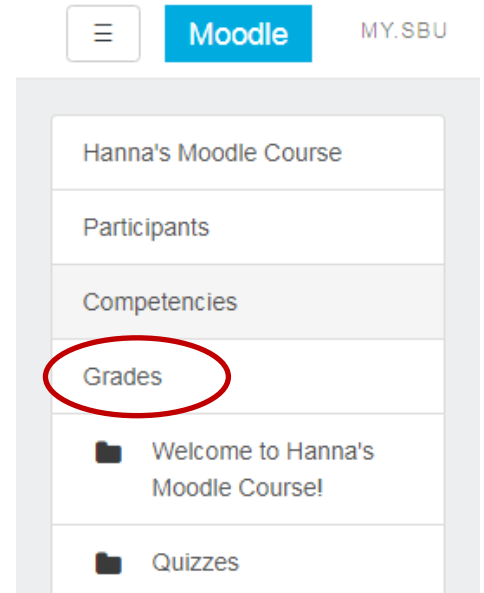 Moodle MY.SBU
Hanna's Moodle Course
Participants
Competencies
Grades
Welcome to Hanna's
Moodle Course!
Quizzes